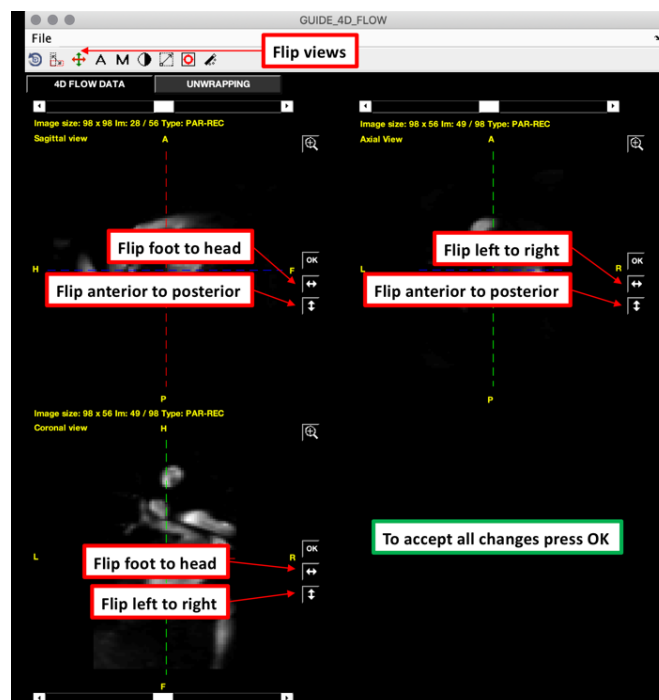 GUIDE_4D_FLOW
File
Flip views
A M
4D FLOW DATA UNWRAPPING
Image size: 98 x 98 Im: 28 / 56 Type: PAR-REC
Sagittal view
A
H
F
P
OK
Flip foot to head
Flip anterior to posterior
Image size: 98 x 56 Im: 49 / 98 Type: PAR-REC
Axial View
A
L
R
P
OK
Flip left to right
Flip anterior to posterior
Image size: 98 x 56 Im: 49 / 98 Type: PAR-REC
Coronal view
H
L
R
F
OK
Flip foot to head
Flip left to right
To accept all changes press OK